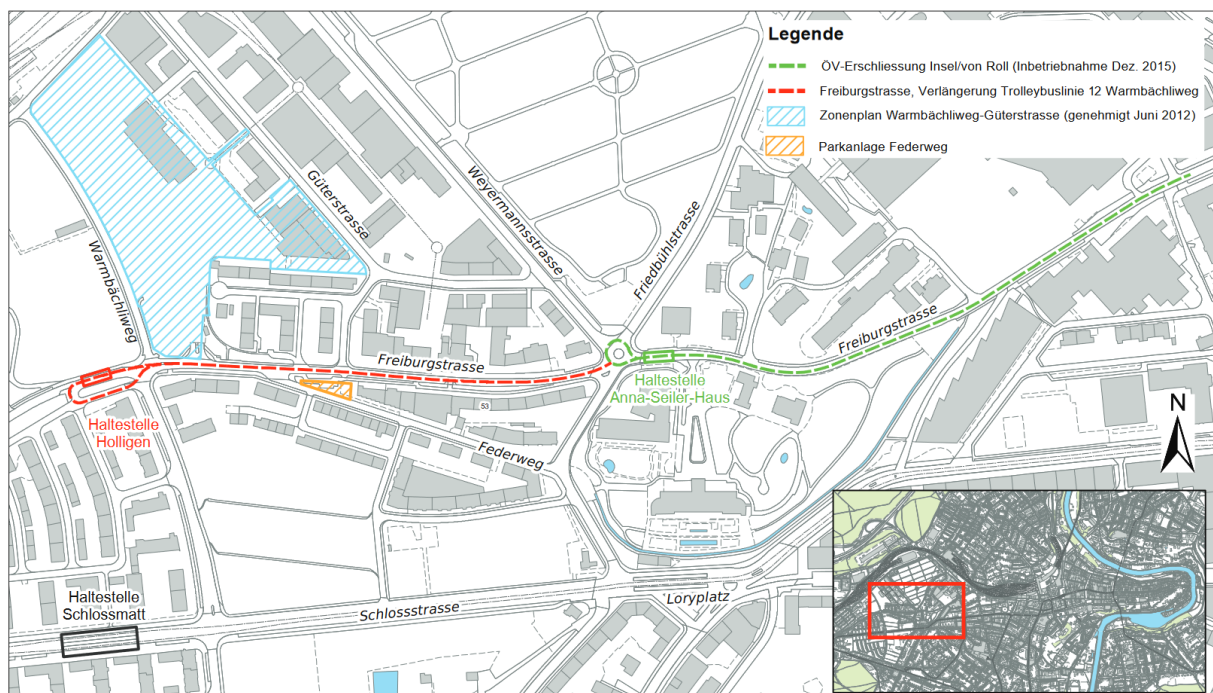 Legende
ÖV-Erschliessung Insel/von Roll (Inbetriebnahme Dez. 2015)
Freiburgstrasse, Verlängerung Trolleybuslinie 12 Warmbächliweg
Zonenplan Warmbächliweg-Güterstrasse (genehmigt Juni 2012)
Parkanlage Federweg
Güterstrasse
Weyermannsstrasse
Friedbühlstrasse
Warmbächliweg
Freiburgstrasse
Freiburgstrasse
Haltestelle
Anna-Seiler-Haus
53
Haltestelle
Holligen
Federweg
N
Haltestelle
Schlossmatt
Schlossstrasse
Loryplatz